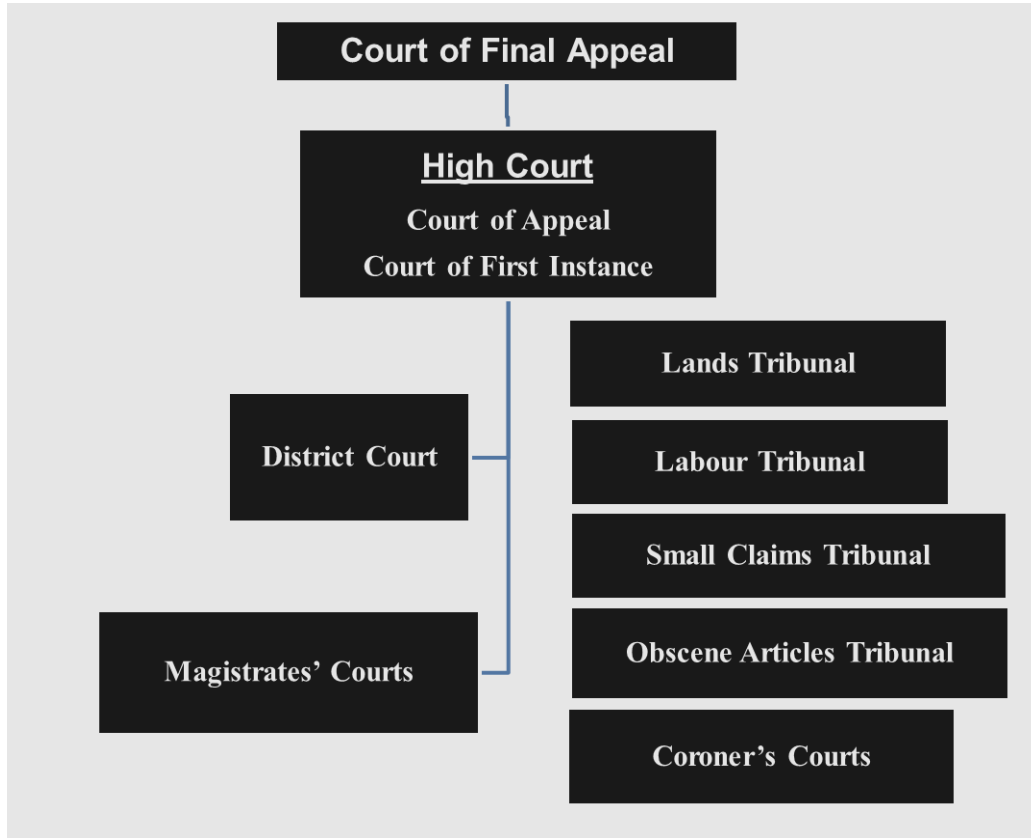 Court of Final Appeal
High Court
Court of Appeal
Court of First Instance
Lands Tribunal
District Court
Labour Tribunal
Small Claims Tribunal
Magistrates’ Courts
Obscene Articles Tribunal
Coroner’s Courts